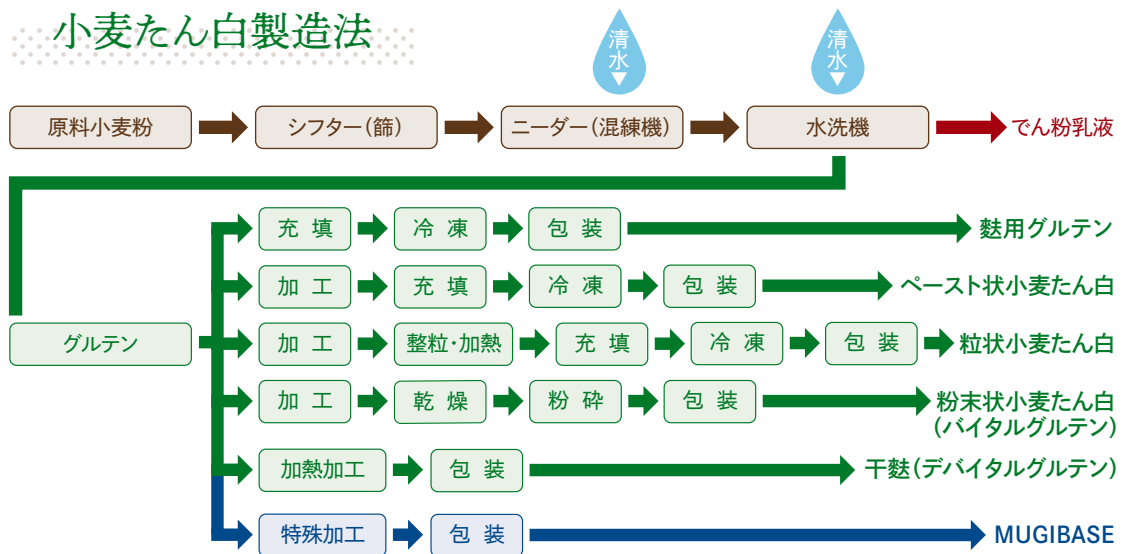 小麦たん白製造法
清水
清水
原料小麦粉
シフター(篩)
ニーダー(混練機)
水洗機
でん粉乳液
グルテン
充填
冷凍
包装
麩用グルテン
加工
充填
冷凍
包装
ペースト状小麦たん白
加工
整粒・加熱
充填
冷凍
包装
粒状小麦たん白
加工
乾燥
粉砕
包装
粉末状小麦たん白
(バイタルグルテン)
加熱加工
包装
干麩(デバイタルグルテン)
特殊加工
包装
MUGIBASE